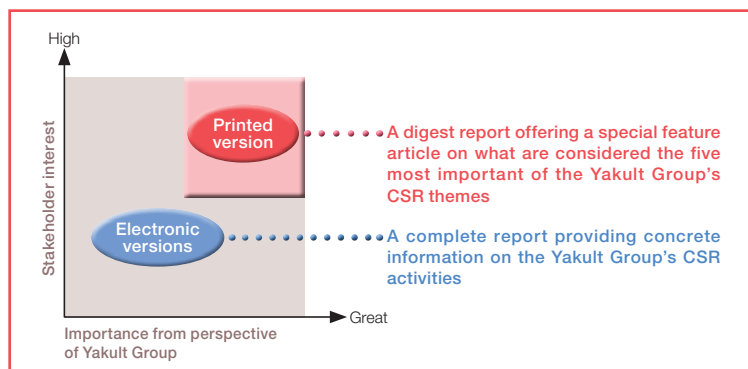 High
Stakeholder interest
Printed
version
A digest report offering a special feature
article on what are considered the five
most important of the Yakult Group's
CSR themes
Electronic
versions
A complete report providing concrete
information on the Yakult Group's CSR
activities
Great
Importance from perspective
of Yakult Group